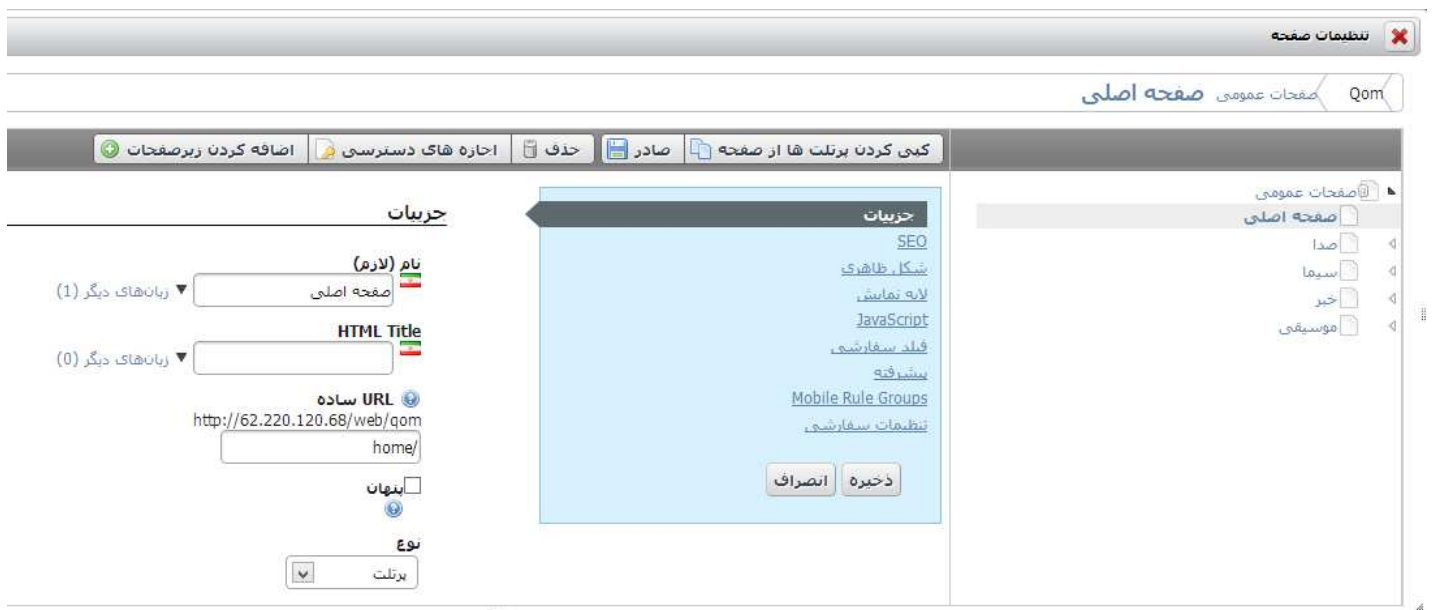 تنظیمات صفحه
Qom صفحات عمومی صفحه اصلی
کپی کردن پرتلت ها از صفحه صادر حذف اجازه های دسترسی اضافه کردن زیرصفحات
صفحات عمومی
صفحه اصلی
صدا
سیما
خبر
موسیقی
جزییات
SEO
شکل ظاهری
لایه نمایش
JavaScript
فیلد سفارشی
پیشرفته
Mobile Rule Groups
تنظیمات سفارشی
ذخیره انصراف
جزییات
نام (لازم)
صفحه اصلی زبان‌های دیگر (1)
HTML Title
زبان‌های دیگر (0)
URL ساده
http://62.220.120.68/web/qom
home/
پنهان
نوع
پرتلت